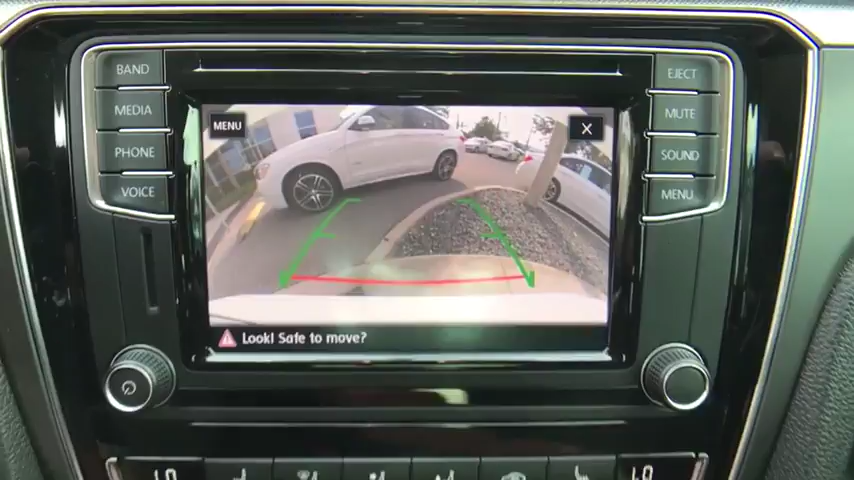 BAND
MEDIA
PHONE
VOICE
EJECT
MUTE
SOUND
MENU
MENU
X
Look! Safe to move?